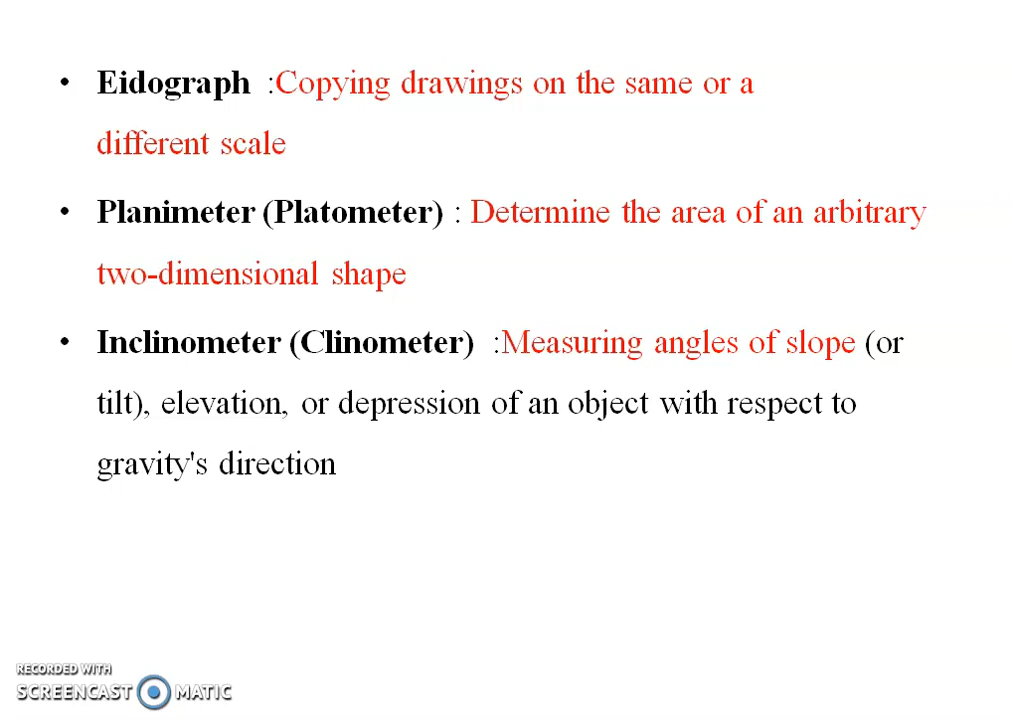 • Eidograph :Copying drawings on the same or a
different scale
• Planimeter (Platometer) : Determine the area of an arbitrary
two-dimensional shape
• Inclinometer (Clinometer) :Measuring angles of slope (or
tilt), elevation, or depression of an object with respect to
gravity's direction
RECORDED WITH
SCREENCAST MATIC